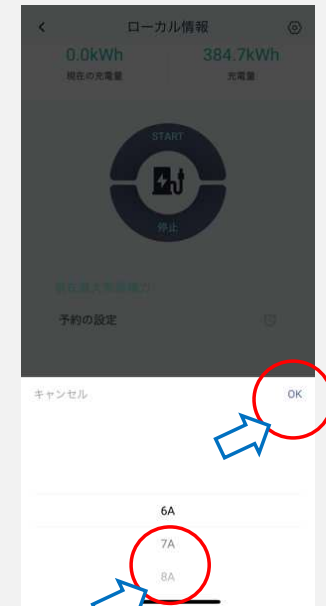 ローカル情報
0.0kWh 384.7kWh
現在の充電量 充電量
START
停止
予約の設定
キャンセル OK
6A
7A
8A